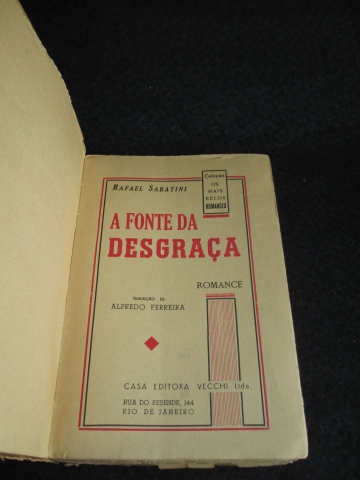 RAFAEL SABATINI
Coleção
OS
MAIS
BELOS
ROMANCES
A FONTE DA
DESGRAÇA
ROMANCE
TRADUÇÃO DE
ALFREDO FERREIRA
CASA EDITORA VECCHI Ltda.
RUA DO RESENDE, 144
RIO DE JANEIRO